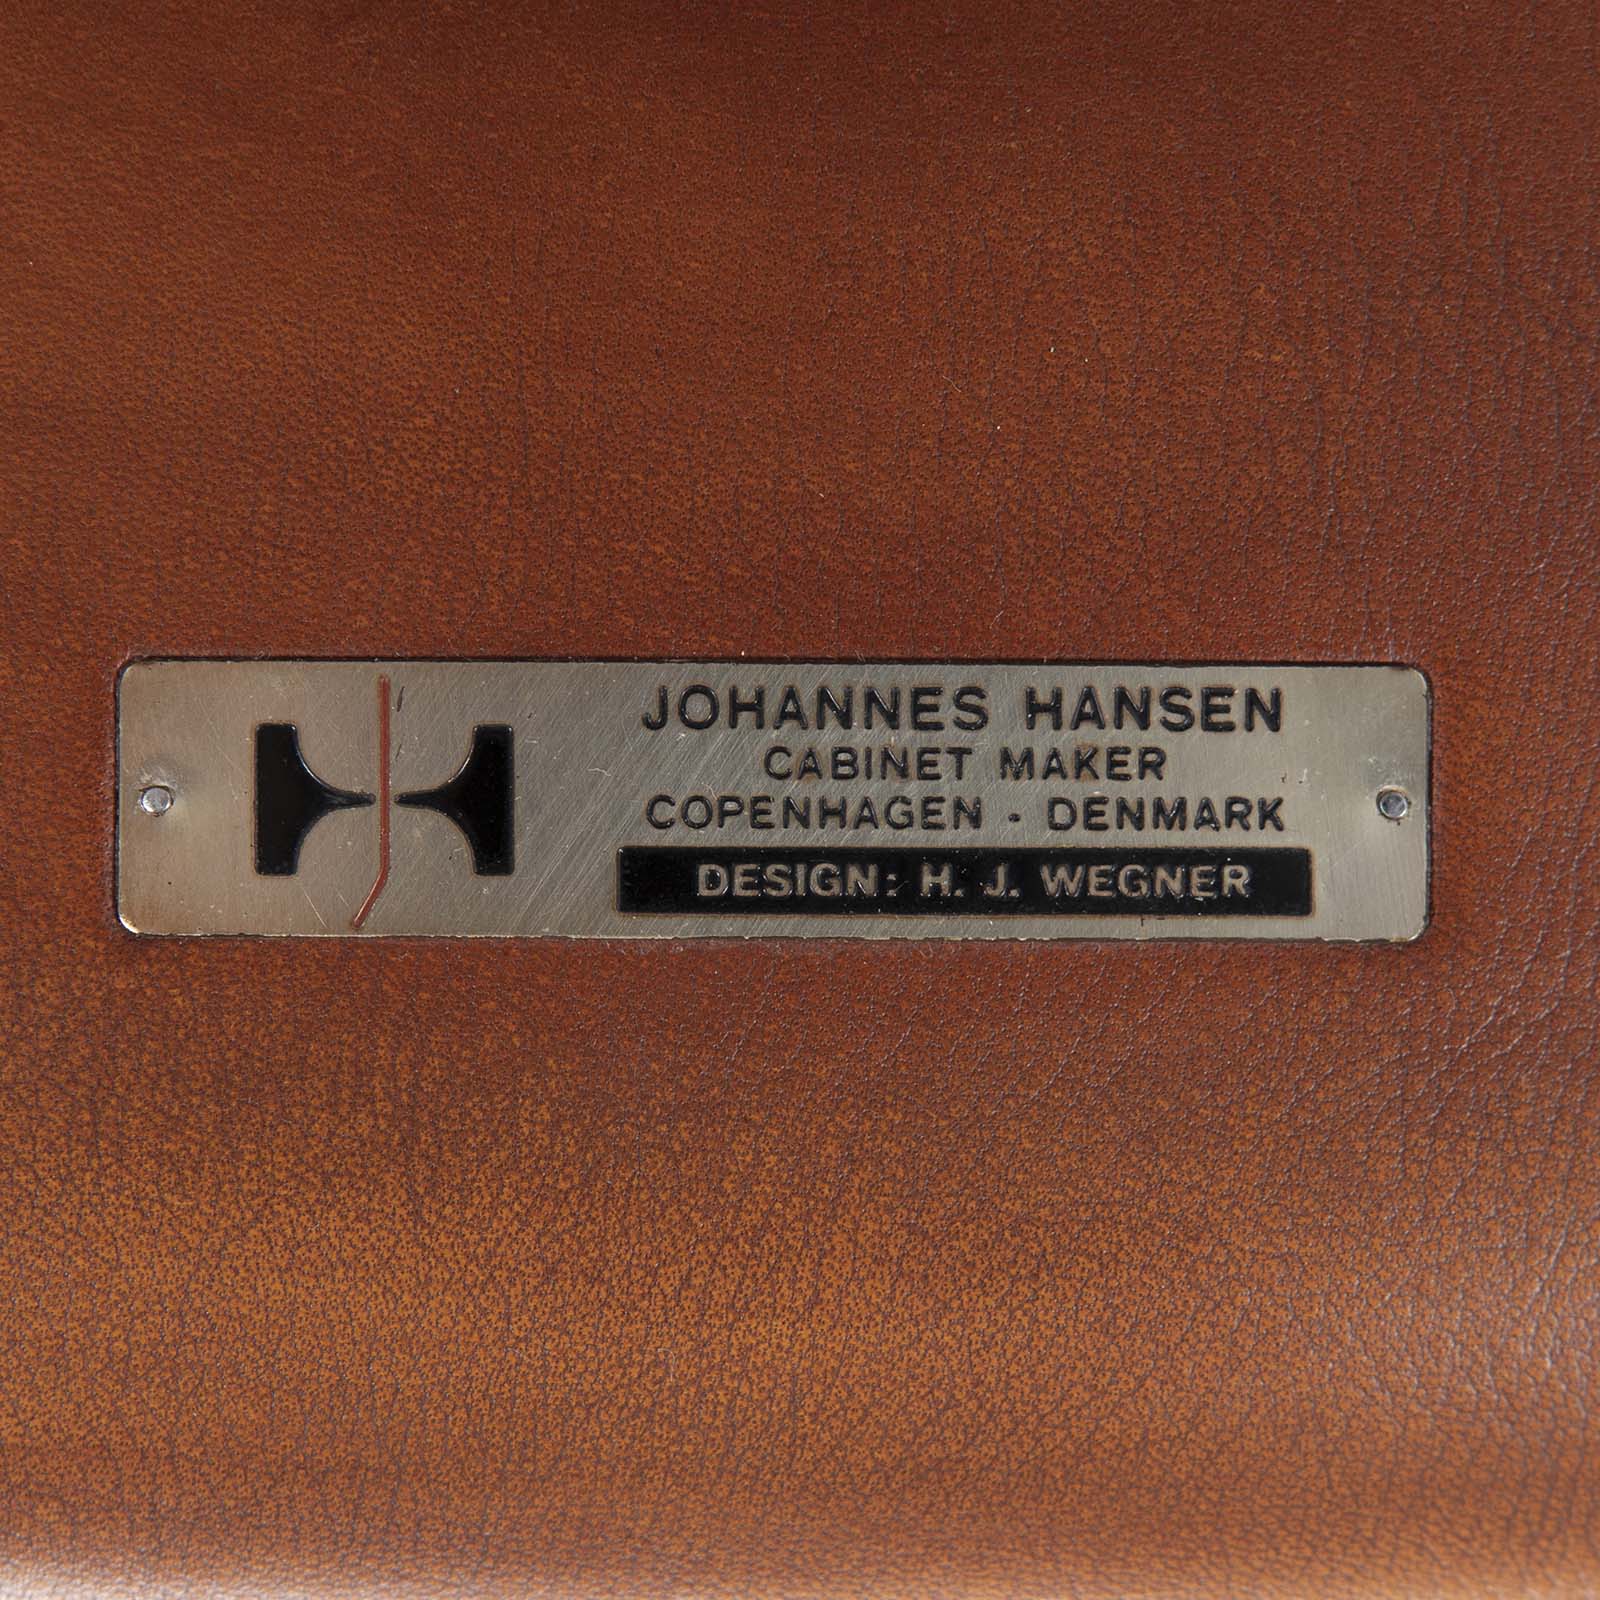 JOHANNES HANSEN
CABINET MAKER
COPENHAGEN - DENMARK
DESIGN: H. J. WEGNER